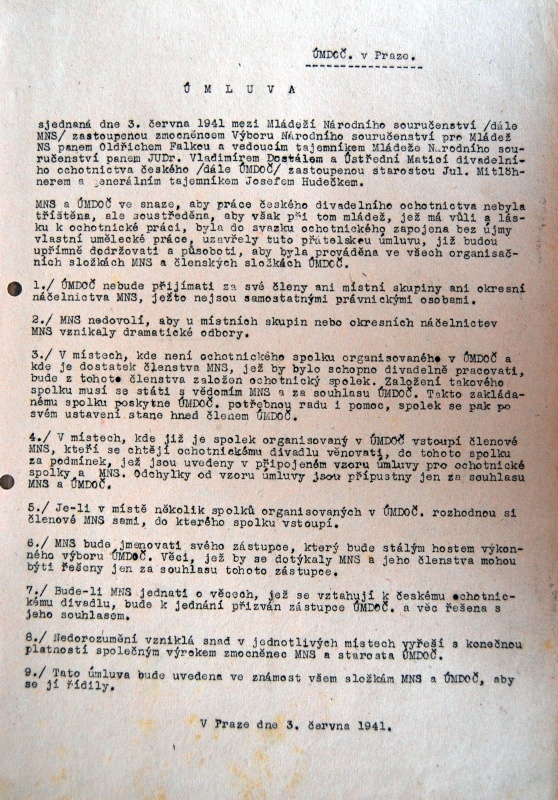 ÚMDOČ. v Praze.
Ú M L U V A
sjednaná dne 3. června 1941 mezi Mládeží Národního souručenství /dále
MNS/ zastoupenou zmocněncem Výboru Národního souručenství pro Mládež
NS panem Oldřichem Falkou a vedoucím tajemníkem Mládeže Národního sou-
ručenství panem JUDr. Vladimírem Dostálem a Ústřední Maticí divadelní-
ho ochotnictva českého /dále ÚMDOČ/ zastoupenou starostou Jul. Mitlöh-
nerem a generálním tajemníkem Josefem Hudečkem.
MNS a ÚMDOČ ve snaze, aby práce českého divadelního ochotnictva nebyla
tříštěna, ale soustředěna, aby však při tom mládež, jež má vůli a lás-
ku k ochotnické práci, byla do svazku ochotnického zapojena bez újmy
vlastní umělecké práce, uzavřely tuto přátelskou úmluvu, již budou
upřímně dodržovati a působiti, aby byla prováděna ve všech organisač-
ních složkách MNS a členských složkách ÚMDOČ.
1./ ÚMDOČ nebude přijímati za své členy ani místní skupiny ani okresní
náčelnictva MNS, ježto nejsou samostatnými právnickými osobami.
2./ MNS nedovolí, aby u místních skupin nebo okresních náčelnictev
MNS vznikaly dramatické odbory.
3./ V místech, kde není ochotnického spolku organisovaného v ÚMDOČ a
kde je dostatek členstva MNS, jež by bylo schopno divadelně pracovati,
bude z tohoto členstva založen ochotnický spolek. Založení takového
spolku musí se státi s vědomím MNS a za souhlasu ÚMDOČ. Takto zakláda-
nému spolku poskytne ÚMDOČ. potřebnou radu i pomoc, spolek se pak po
svém ustavení stane hned členem ÚMDOČ.
4./ V místech, kde již je spolek organisovaný v ÚMDOČ vstoupí členové
MNS, kteří se chtějí ochotnickému divadlu věnovati, do tohoto spolku
za podmínek, jež jsou uvedeny v připojeném vzoru úmluvy pro ochotnické
spolky a MNS. Odchylky od vzoru úmluvy jsou přípustny jen za souhlasu
MNS a ÚMDOČ.
5./ Je-li v místě několik spolků organisovaných v ÚMDOČ. rozhodnou si
členové MNS sami, do kterého spolku vstoupí.
6./ MNS bude jmenovati svého zástupce, který bude stálým hostem výkon-
ného výboru ÚMDOČ. Věci, jež by se dotýkaly MNS a jeho členstva mohou
býti řešeny jen za souhlasu tohoto zástupce.
7./ Bude-li MNS jednati o věcech, jež se vztahují k českému ochotnic-
kému divadlu, bude k jednání přizván zástupce ÚMDOČ. a věc řešena s
jeho souhlasem.
8./ Nedorozumění vzniklá snad v jednotlivých místech vyřeší s konečnou
platností společným výrokem zmocněnec MNS a starosta ÚMDOČ.
9./ Tato úmluva bude uvedena ve známost všem složkám MNS a ÚMDOČ, aby
se jí řídily.
V Praze dne 3. června 1941.